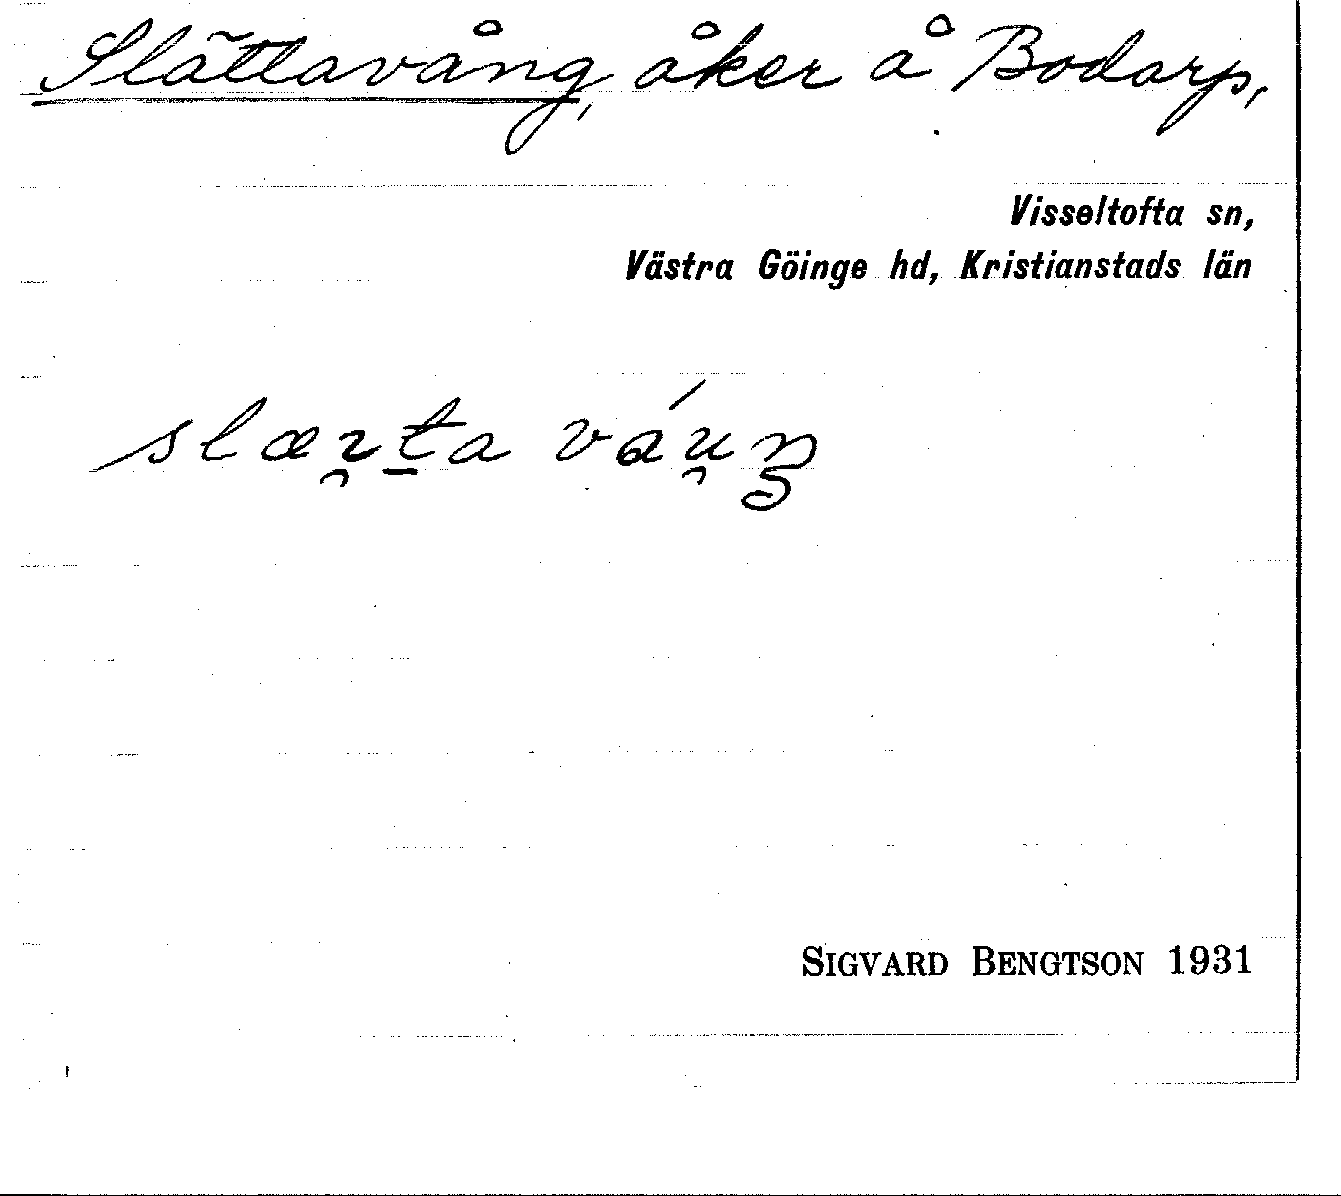 Slättavång, åker å Bodarp,
Visseltofta sn,
Västra Göinge hd, Kristianstads län
SIGVARD BENGTSON 1931